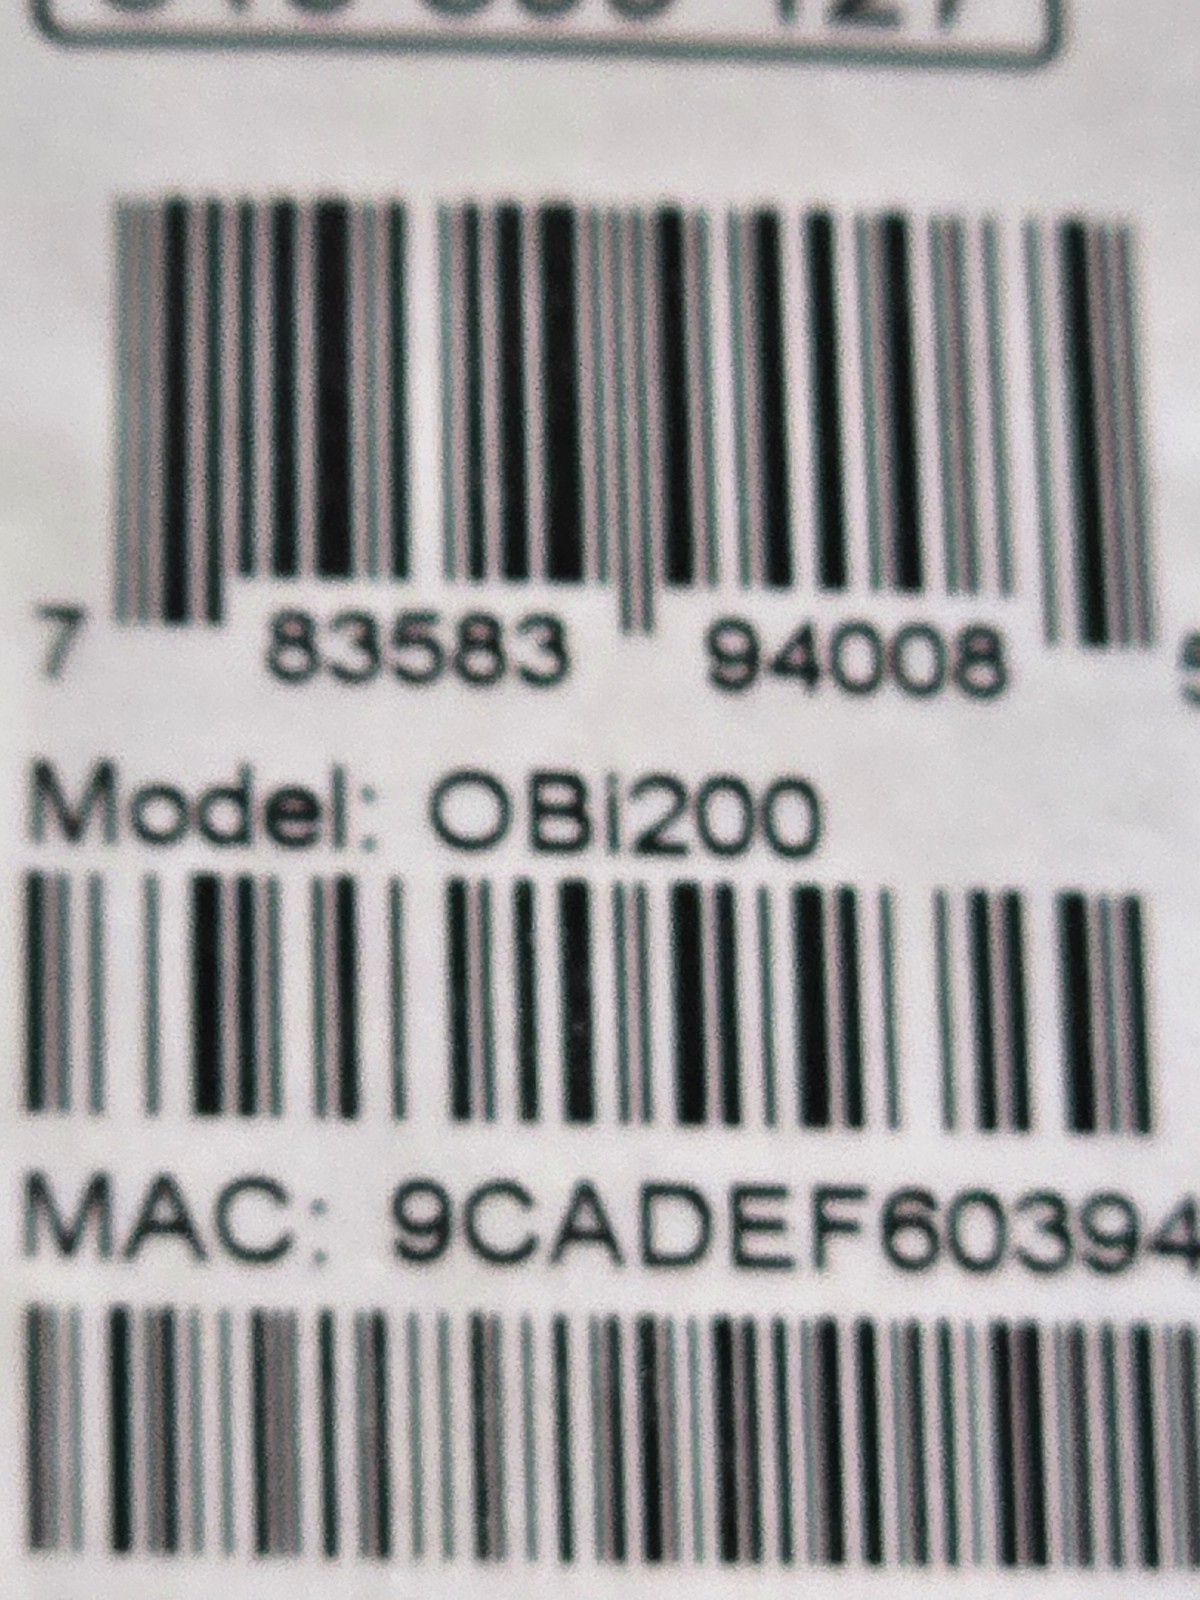 7 83583 94008
Model: OBi200
MAC: 9CADEF60394